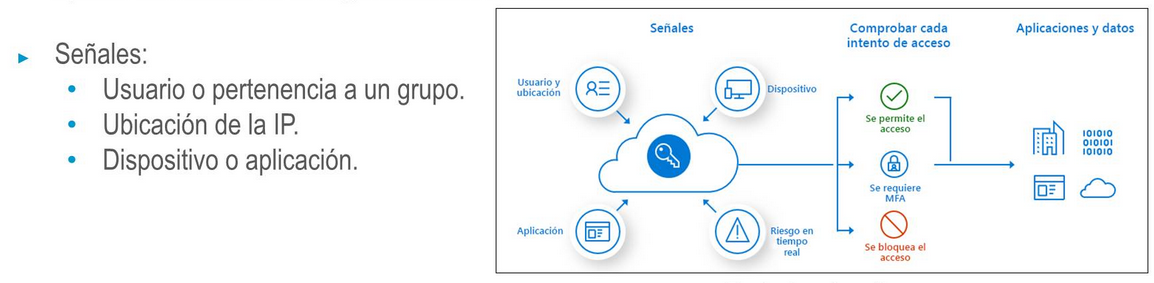 Señales:
Usuario o pertenencia a un grupo.
Ubicación de la IP.
Dispositivo o aplicación.
Señales
Comprobar cada
intento de acceso
Aplicaciones y datos
Usuario y
ubicación
Dispositivo
Aplicación
Riesgo en
tiempo
real
Se permite el
acceso
Se requiere
MFA
Se bloquea el
acceso
101010
010101
101010